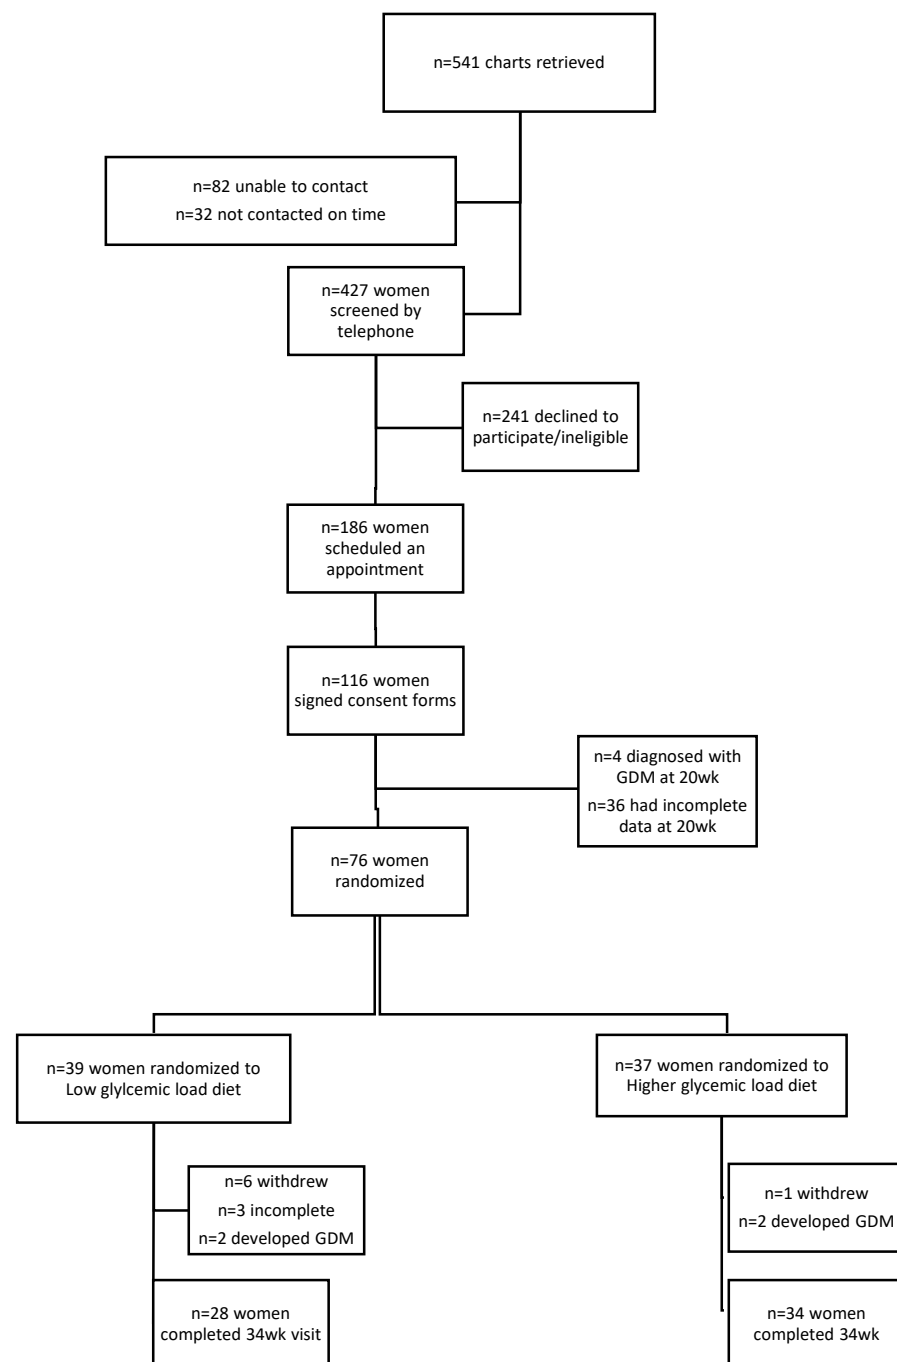 n=541 charts retrieved
n=82 unable to contact
n=32 not contacted on time
n=427 women
screened by
telephone
n=241 declined to
participate/ineligible
n=186 women
scheduled an
appointment
n=116 women
signed consent forms
n=4 diagnosed with
GDM at 20wk
n=36 had incomplete
data at 20wk
n=76 women
randomized
n=39 women randomized to
Low glylcemic load diet
n=37 women randomized to
Higher glycemic load diet
n=6 withdrew
n=3 incomplete
n=2 developed GDM
n=1 withdrew
n=2 developed GDM
n=28 women
completed 34wk visit
n=34 women
completed 34wk